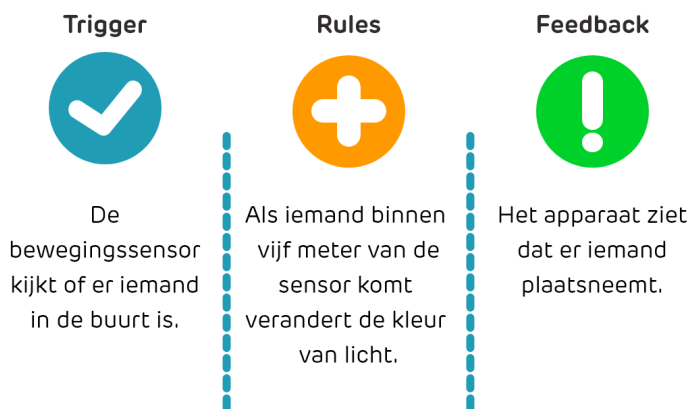 Trigger
Rules
Feedback
De
bewegingssensor
kijkt of er iemand
in de buurt is.
Als iemand binnen
vijf meter van de
sensor komt
verandert de kleur
van licht.
Het apparaat ziet
dat er iemand
plaatsneemt.